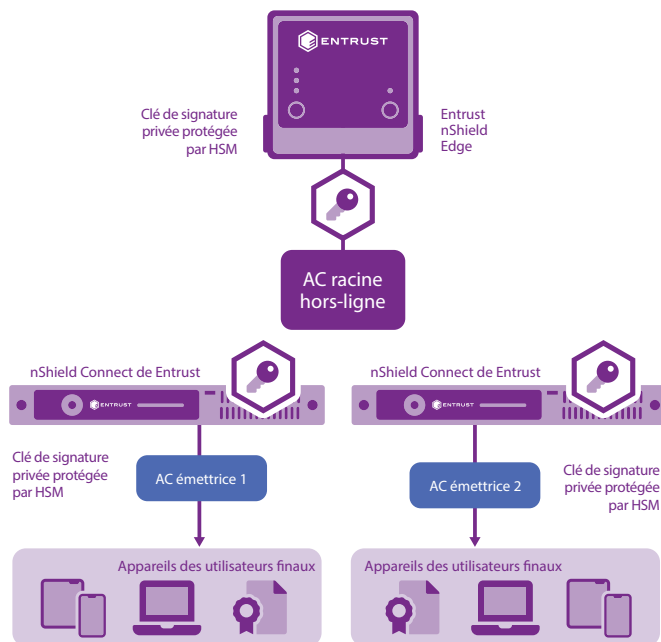 ENTRUST
Clé de signature
privée protégée
par HSM
Entrust
nShield
Edge
AC racine
hors-ligne
nShield Connect de Entrust
nShield Connect de Entrust
ENTRUST
ENTRUST
Clé de signature
privée protégée
par HSM
AC émettrice 1
AC émettrice 2
Clé de signature
privée protégée
par HSM
Appareils des utilisateurs finaux
Appareils des utilisateurs finaux